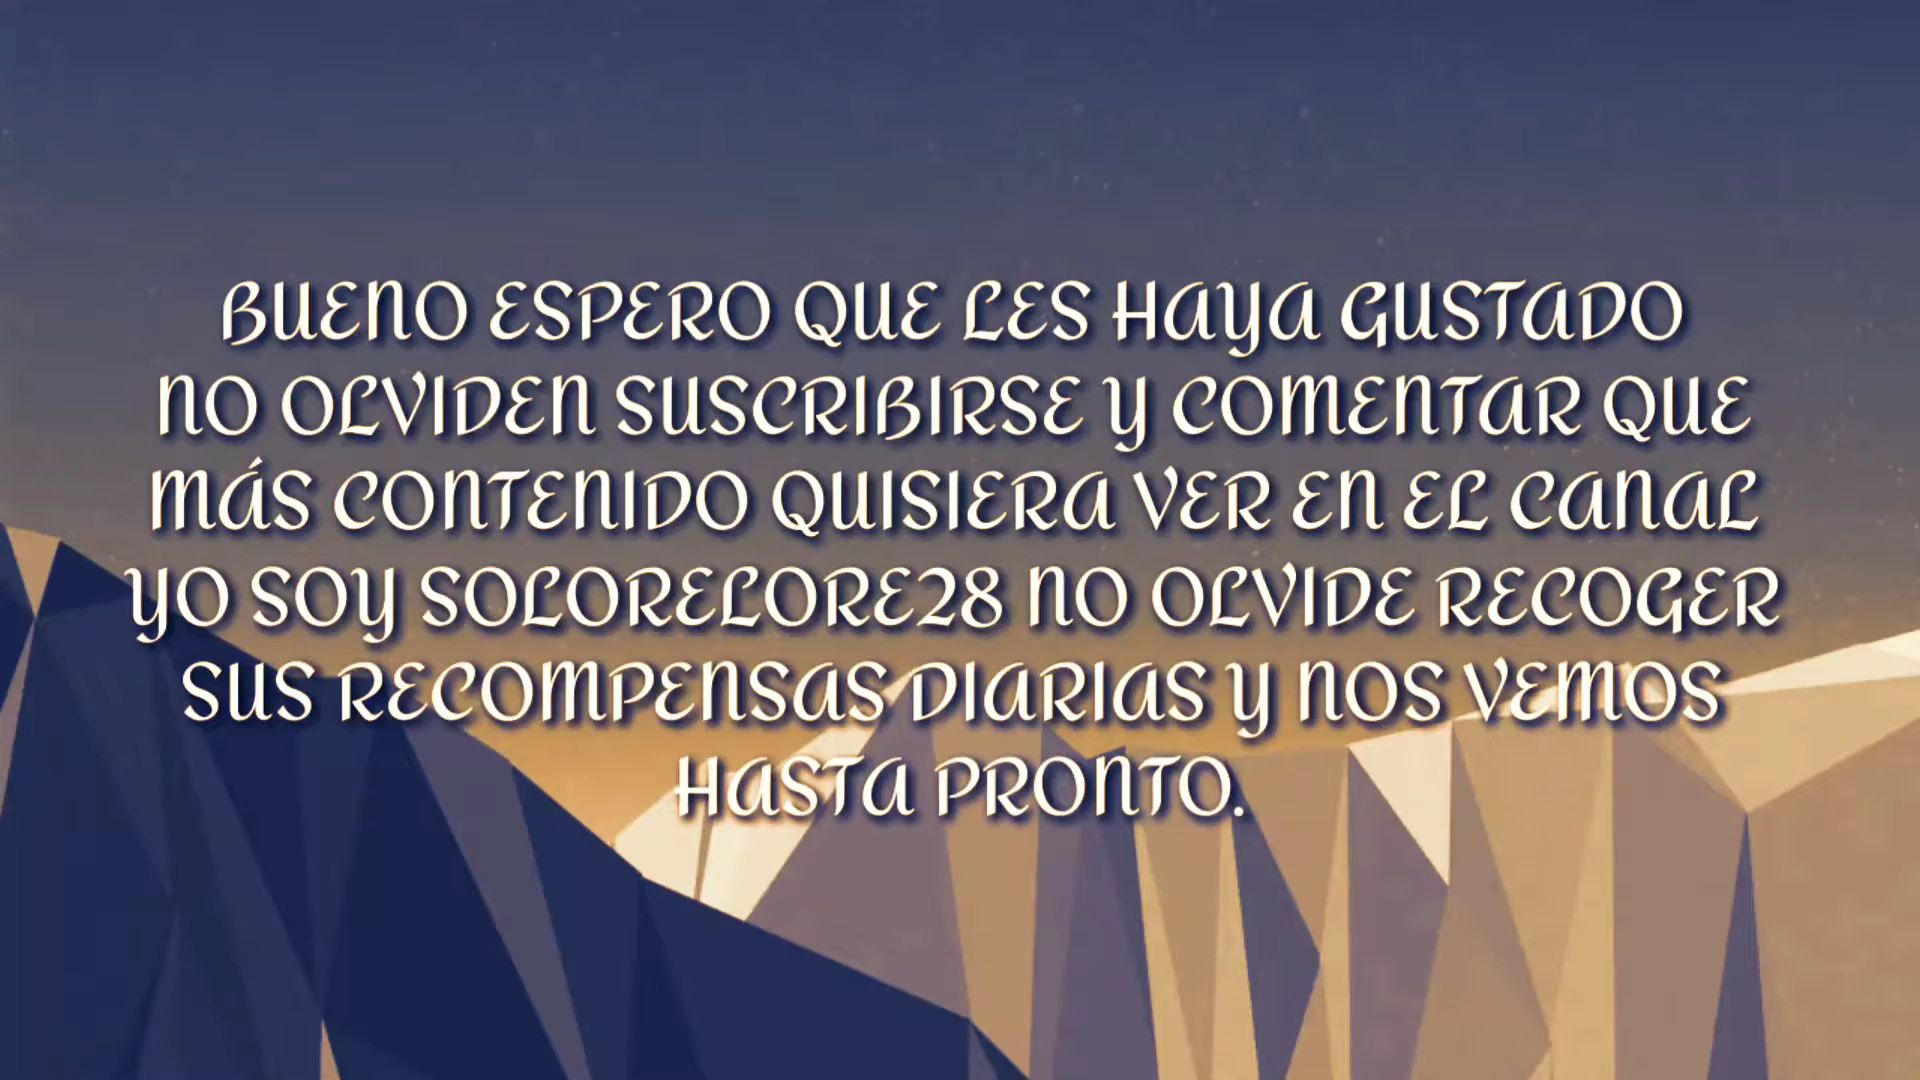 BUENO ESPERO QUE LES HAYA GUSTADO
NO OLVIDEN SUSCRIBIRSE Y COMENTAR QUE
MÁS CONTENIDO QUISIERA VER EN EL CANAL
YO SOY SOLORELORE28 NO OLVIDE RECOGER
SUS RECOMPENSAS DIARIAS Y NOS VEMOS
HASTA PRONTO.